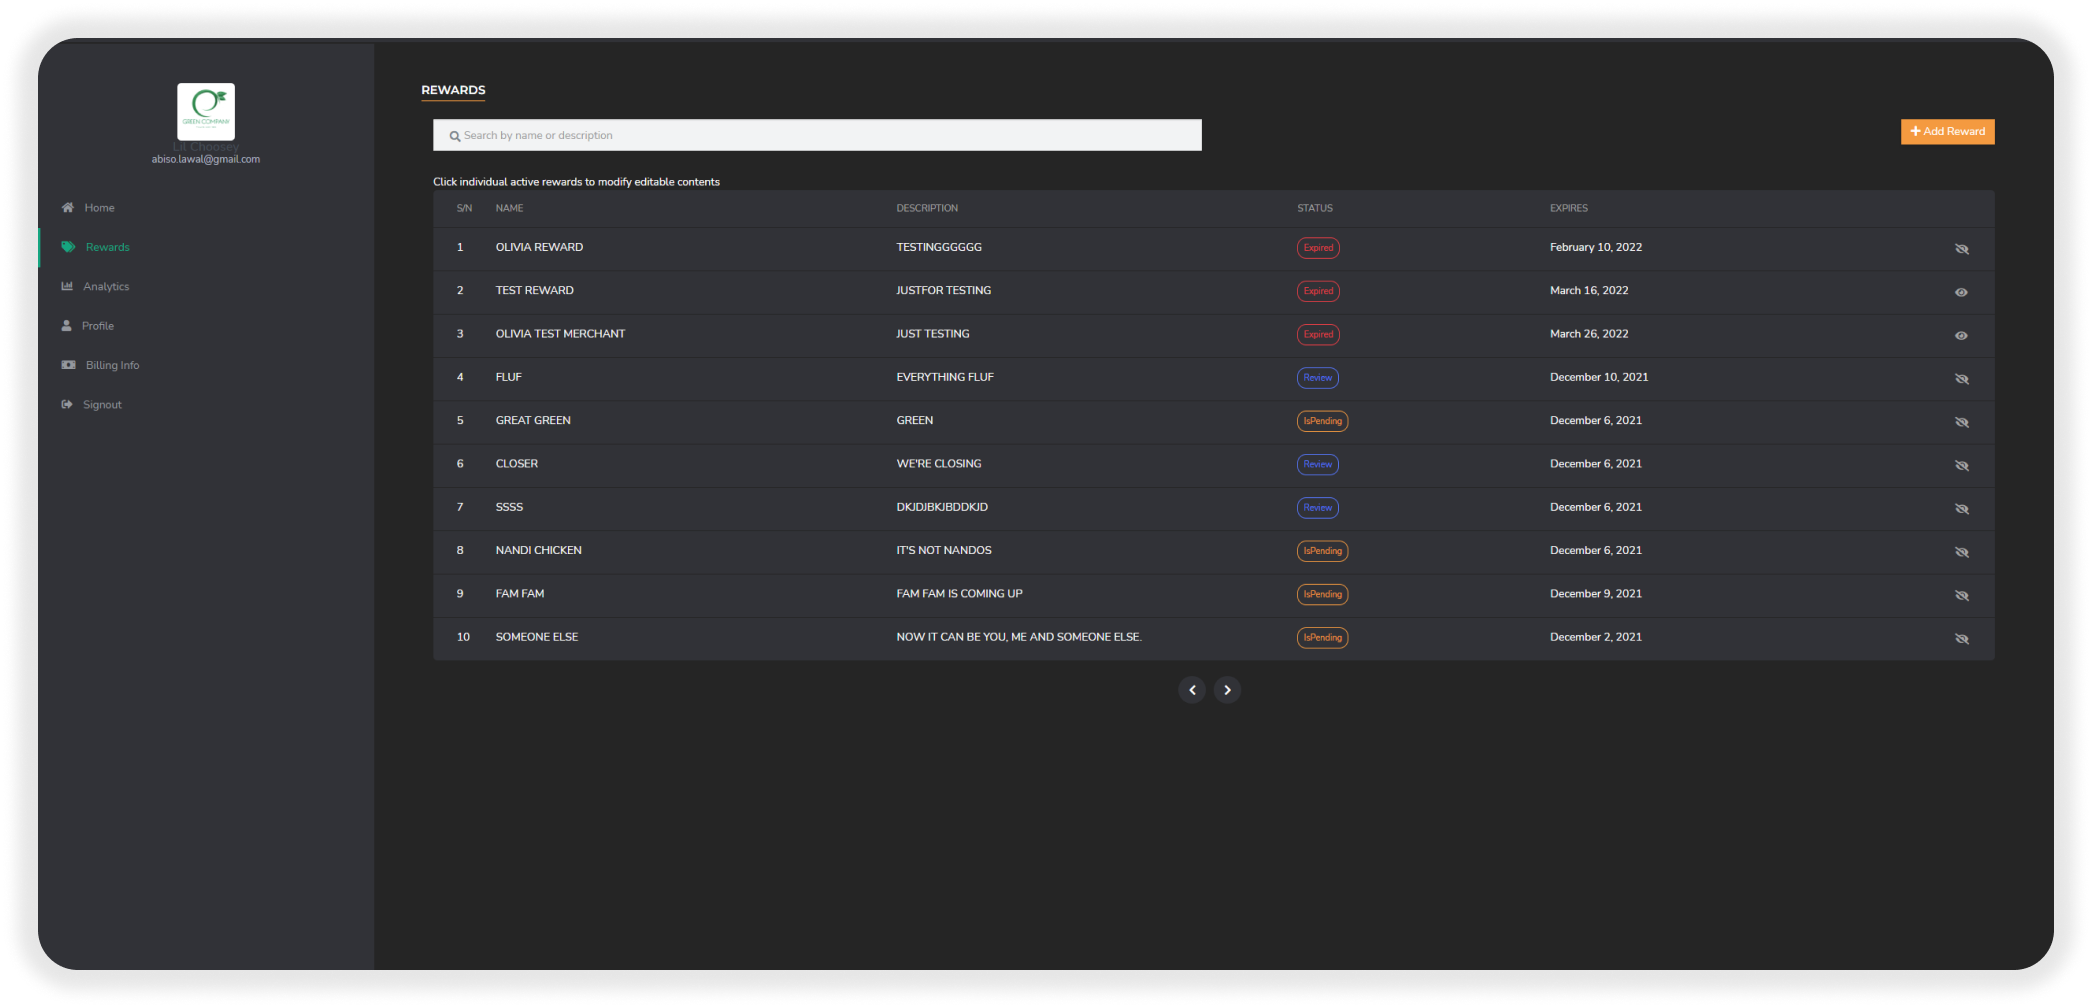 GREEN COMPANY
Lil Choosey
abiso.lawal@gmail.com
Home
Rewards
Analytics
Profile
Billing Info
Signout
REWARDS
Search by name or description
Add Reward
Click individual active rewards to modify editable contents
S/N NAME DESCRIPTION STATUS EXPIRES
1 OLIVIA REWARD TESTINGGGGGG Expired February 10, 2022
2 TEST REWARD JUSTFOR TESTING Expired March 16, 2022
3 OLIVIA TEST MERCHANT JUST TESTING Expired March 26, 2022
4 FLUF EVERYTHING FLUF Review December 10, 2021
5 GREAT GREEN GREEN IsPending December 6, 2021
6 CLOSER WE'RE CLOSING Review December 6, 2021
7 SSSS DKJDJBKJBDDKJD Review December 6, 2021
8 NANDI CHICKEN IT'S NOT NANDOS IsPending December 6, 2021
9 FAM FAM FAM FAM IS COMING UP IsPending December 9, 2021
10 SOMEONE ELSE NOW IT CAN BE YOU, ME AND SOMEONE ELSE. IsPending December 2, 2021